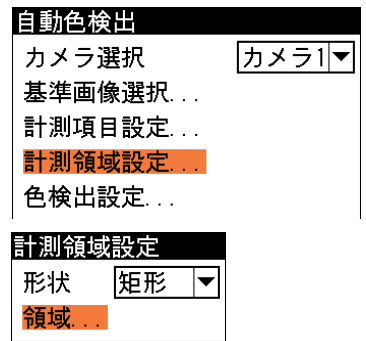 自動色検出
カメラ選択 カメラ1▼
基準画像選択...
計測項目設定...
計測領域設定...
色検出設定...
計測領域設定
形状 矩形 ▼
領域...